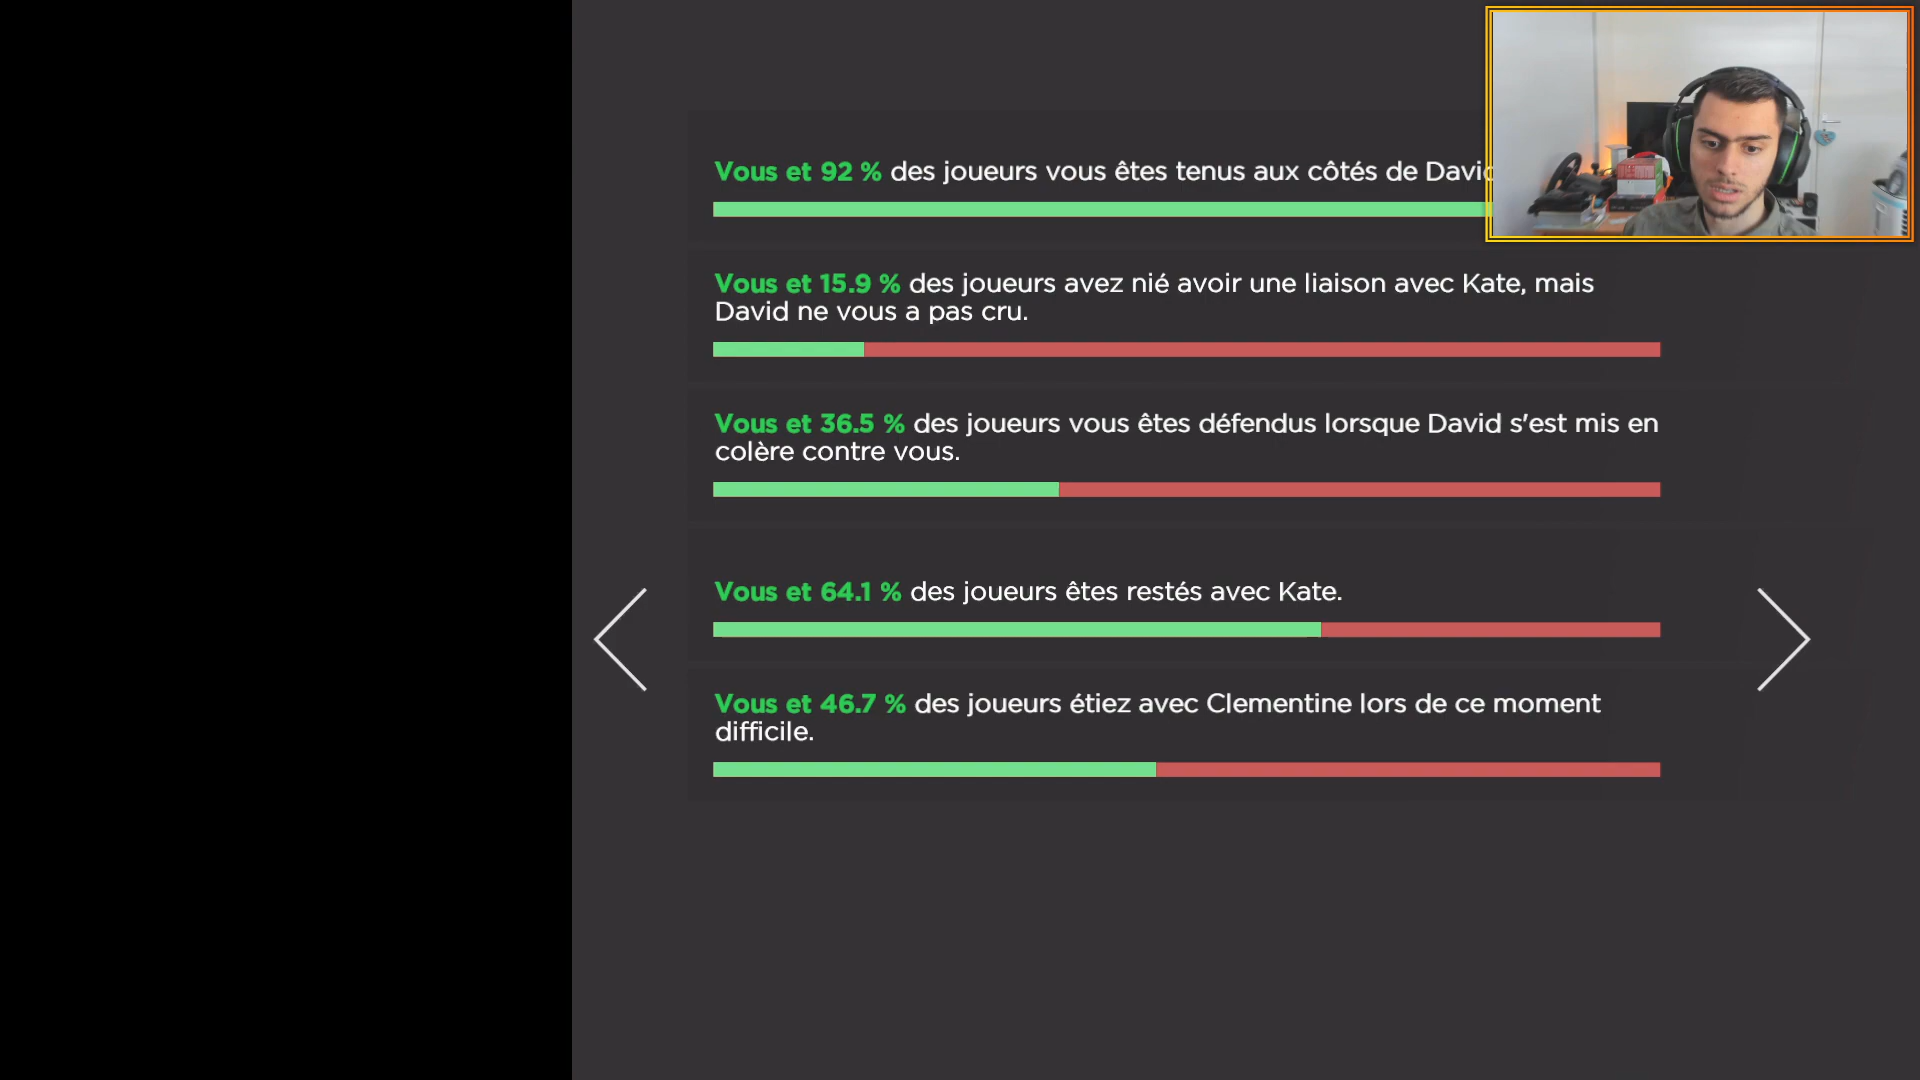 Vous et 92 % des joueurs vous êtes tenus aux côtés de
Vous et 15.9 % des joueurs avez nié avoir une liaison avec Kate, mais
David ne vous a pas cru.
Vous et 36.5 % des joueurs vous êtes défendus lorsque David s'est mis en
colère contre vous.
Vous et 64.1 % des joueurs êtes restés avec Kate.
Vous et 46.7 % des joueurs étiez avec Clementine lors de ce moment
difficile.